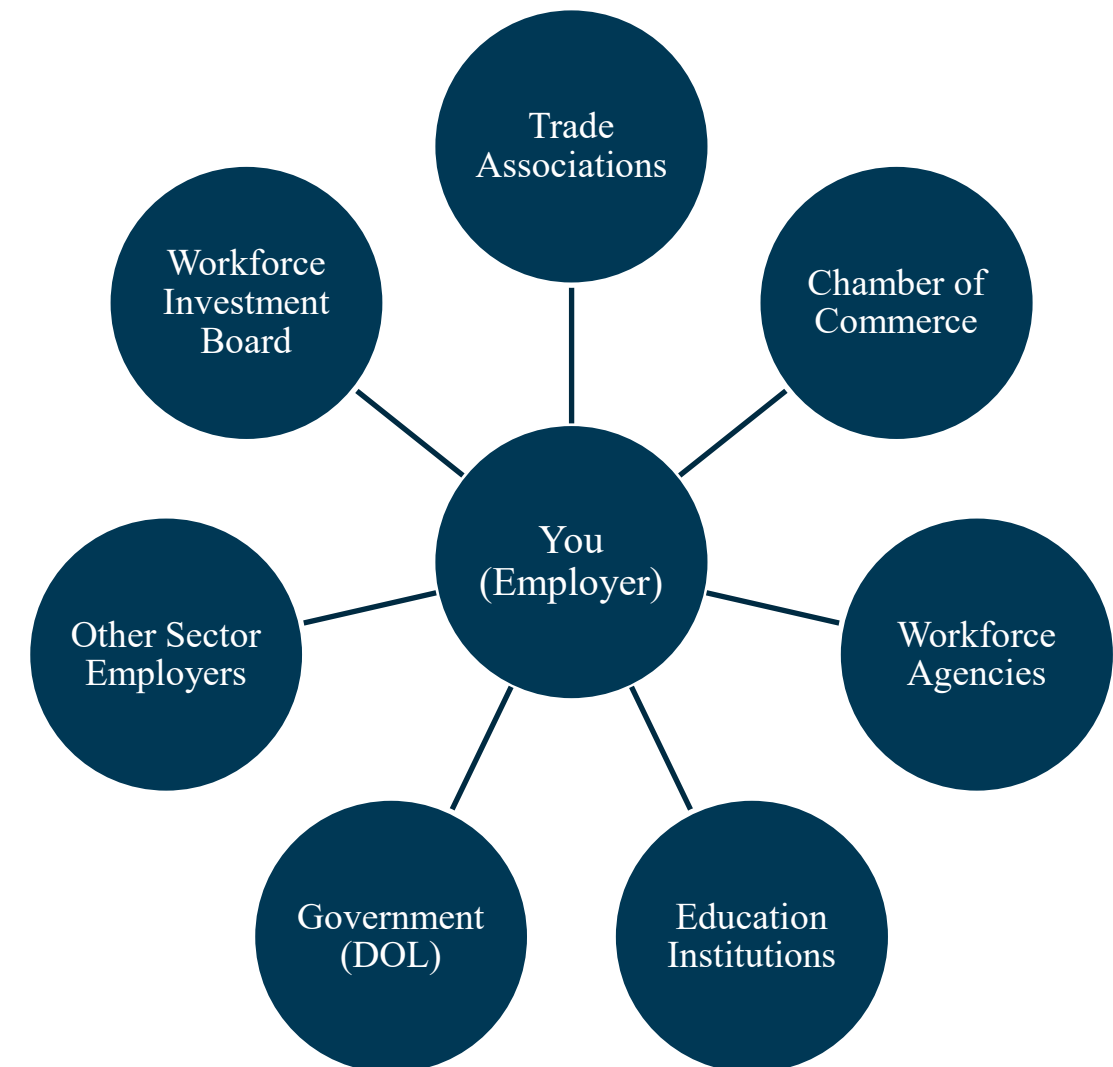 Trade
Associations
Workforce
Investment
Board
Chamber of
Commerce
You
(Employer)
Other Sector
Employers
Workforce
Agencies
Government
(DOL)
Education
Institutions